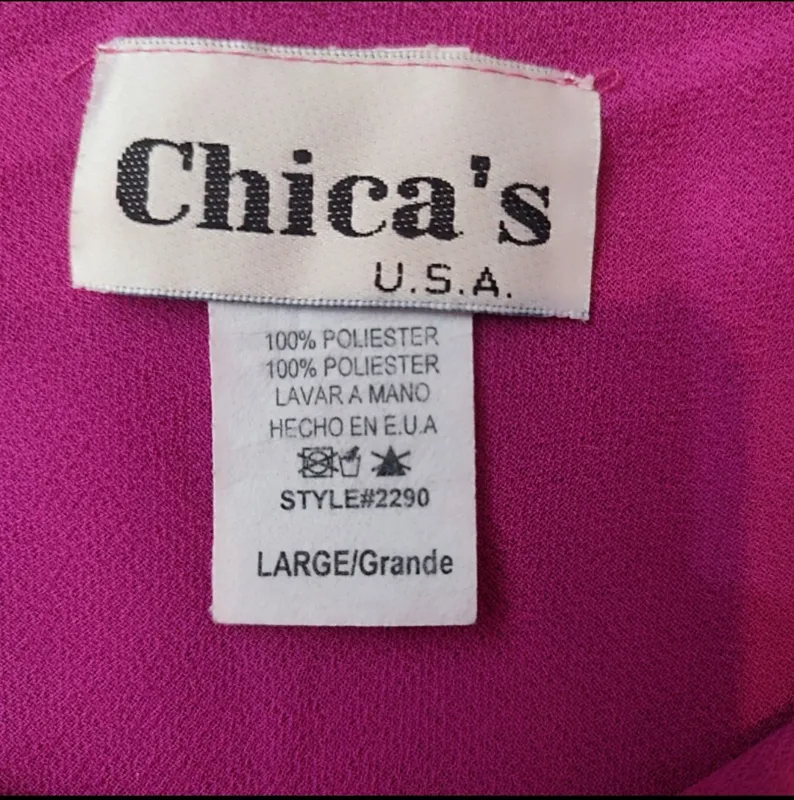 Chica's
U.S.A.
100% POLIESTER
100% POLIESTER
LAVAR A MANO
HECHO EN E.U.A
STYLE#2290
LARGE/Grande